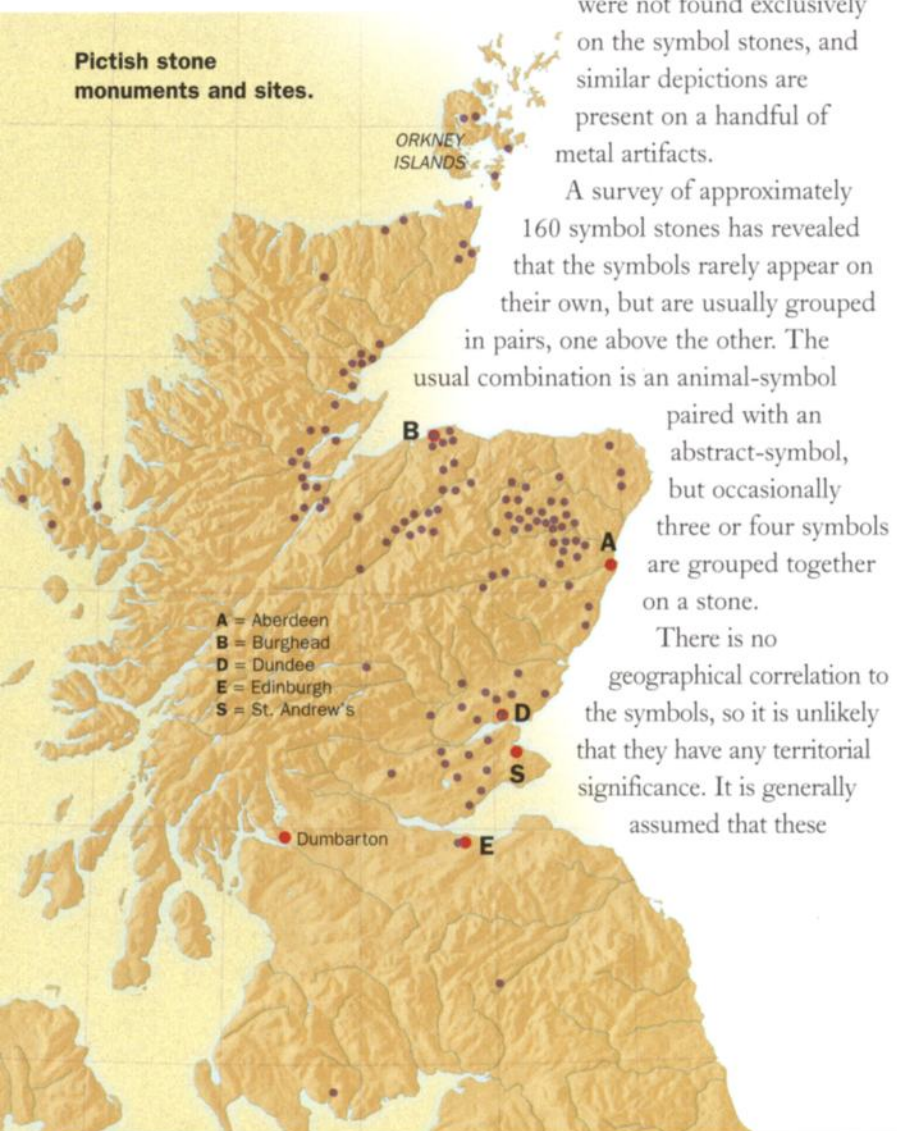 Pictish stone
monuments and sites.
ORKNEY
ISLANDS
B
A
A = Aberdeen
B = Burghead
D = Dundee
E = Edinburgh
S = St. Andrew's
D
S
Dumbarton
E
were not found exclusively
on the symbol stones, and
similar depictions are
present on a handful of
metal artifacts.
A survey of approximately
160 symbol stones has revealed
that the symbols rarely appear on
their own, but are usually grouped
in pairs, one above the other. The
usual combination is an animal-symbol
paired with an
abstract-symbol,
but occasionally
three or four symbols
are grouped together
on a stone.
There is no
geographical correlation to
the symbols, so it is unlikely
that they have any territorial
significance. It is generally
assumed that these